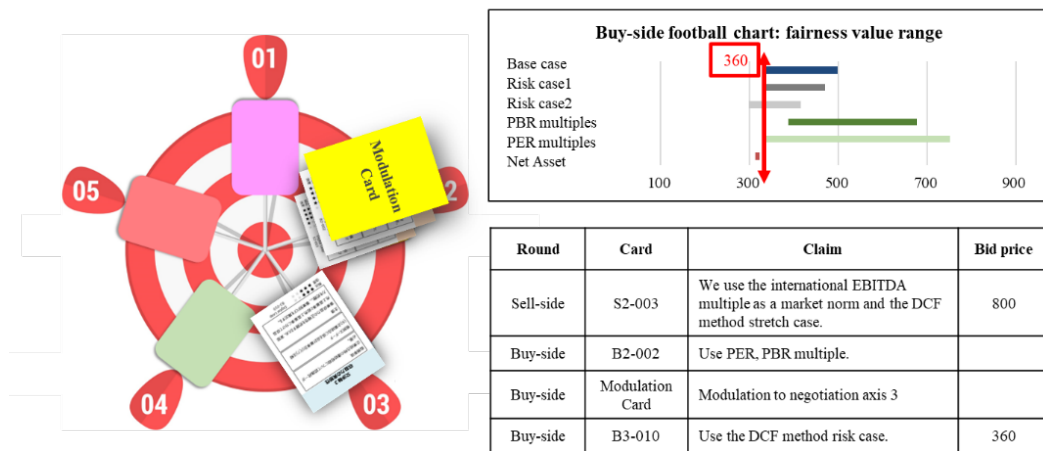 01
05
2
04
03
Modulation
Card
Buy-side football chart: fairness value range
360
Base case
Risk case1
Risk case2
PBR multiples
PER multiples
Net Asset
100 300 500 700 900
Round Card Claim Bid price
Sell-side S2-003 We use the international EBITDA
multiple as a market norm and the DCF
method stretch case. 800
Buy-side B2-002 Use PER, PBR multiple.
Buy-side Modulation
Card Modulation to negotiation axis 3
Buy-side B3-010 Use the DCF method risk case. 360